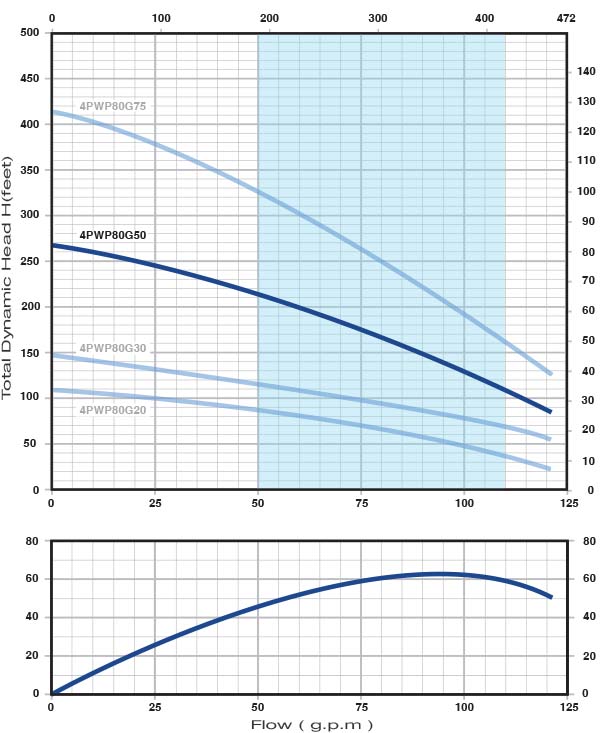 0 100 200 300 400 472
500
450 140
130
400 120
4PWP80G75
110
350
100
300 90
4PWP80G50
80
250
70
200 60
50
150
4PWP80G30
40
100 30
4PWP80G20
20
50
10
0 0
0 25 50 75 100 125
Total Dynamic Head H(feet)
80 80
60 60
40 40
20 20
0 0
0 25 50 75 100 125
Flow ( g.p.m )